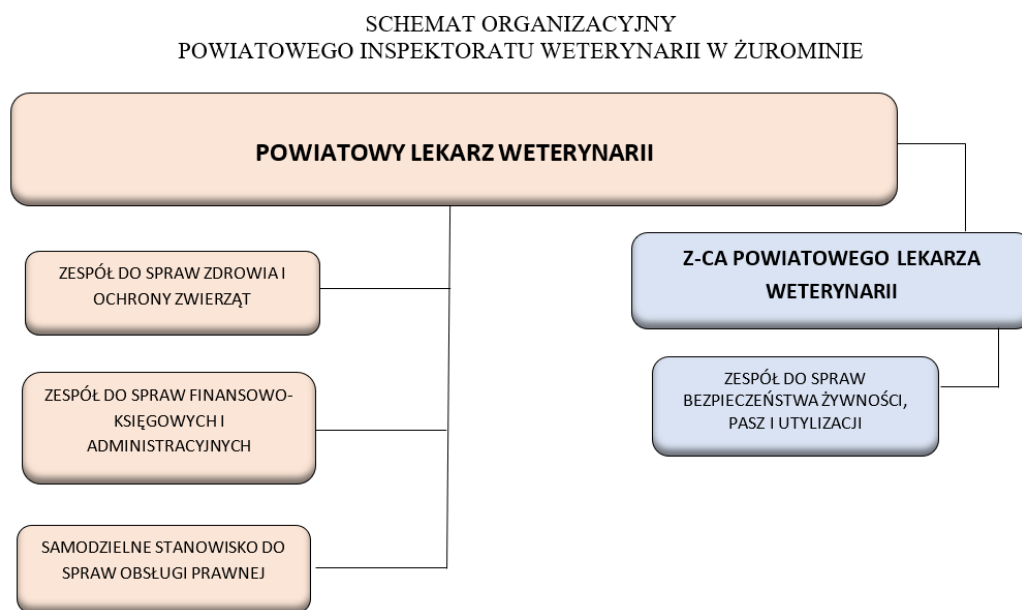 SCHEMAT ORGANIZACYJNY
POWIATOWEGO INSPEKTORATU WETERYNARII W ŻUROMINIE
POWIATOWY LEKARZ WETERYNARII
Z-CA POWIATOWEGO LEKARZA
WETERYNARII
ZESPÓŁ DO SPRAW ZDROWIA I
OCHRONY ZWIERZĄT
ZESPÓŁ DO SPRAW
BEZPIECZEŃSTWA ŻYWNOŚCI,
PASZ I UTYLIZACJI
ZESPÓŁ DO SPRAW FINANSOWO-
KSIĘGOWYCH I
ADMINISTRACYJNYCH
SAMODZIELNE STANOWISKO DO
SPRAW OBSŁUGI PRAWNEJ